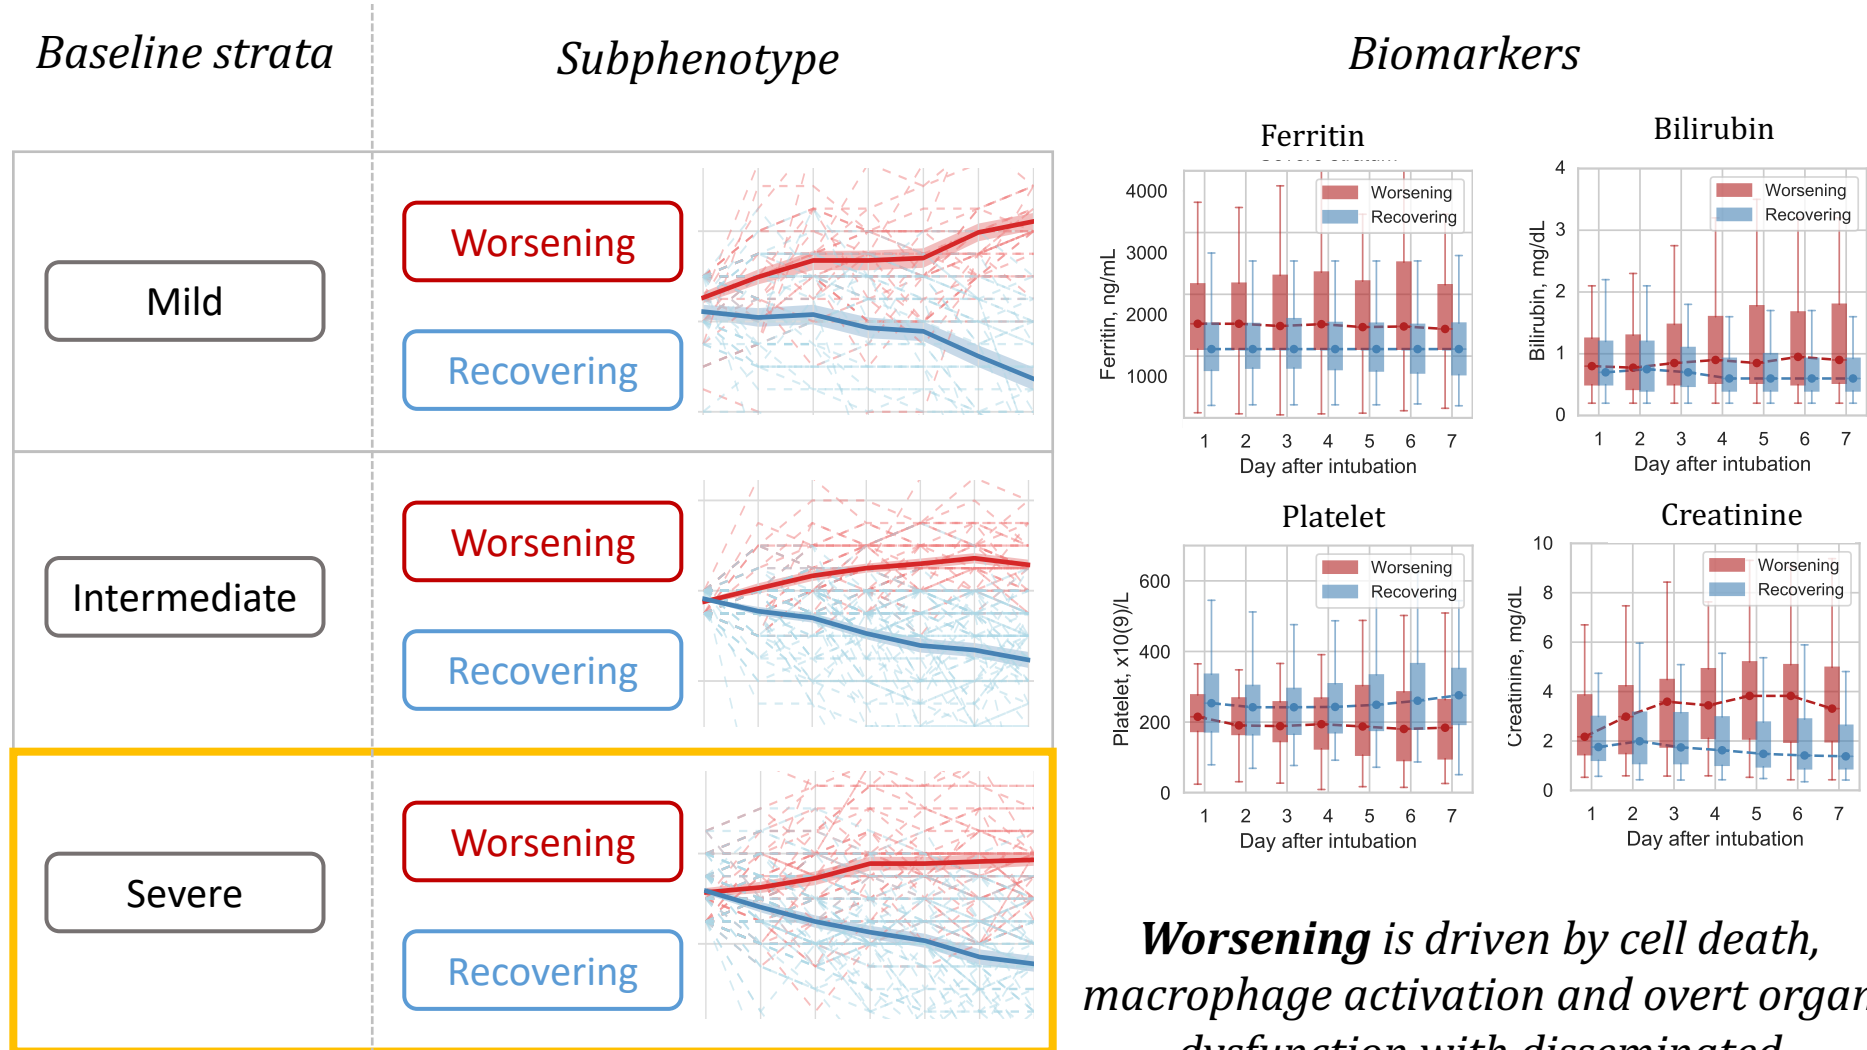 Baseline strata
Subphenotype
Biomarkers
Mild
Worsening
Recovering
Intermediate
Worsening
Recovering
Severe
Worsening
Recovering
Ferritin
Worsening
Recovering
4000
3000
2000
1000
Ferritin, ng/mL
1 2 3 4 5 6 7
Day after intubation
Bilirubin
Worsening
Recovering
4
3
2
1
0
Bilirubin, mg/dL
1 2 3 4 5 6 7
Day after intubation
Platelet
Worsening
Recovering
600
400
200
0
Platelet, x10(9)/L
1 2 3 4 5 6 7
Day after intubation
Creatinine
Worsening
Recovering
10
8
6
4
2
0
Creatinine, mg/dL
1 2 3 4 5 6 7
Day after intubation
Worsening is driven by cell death,
macrophage activation and overt organ
dysfunction with disseminated